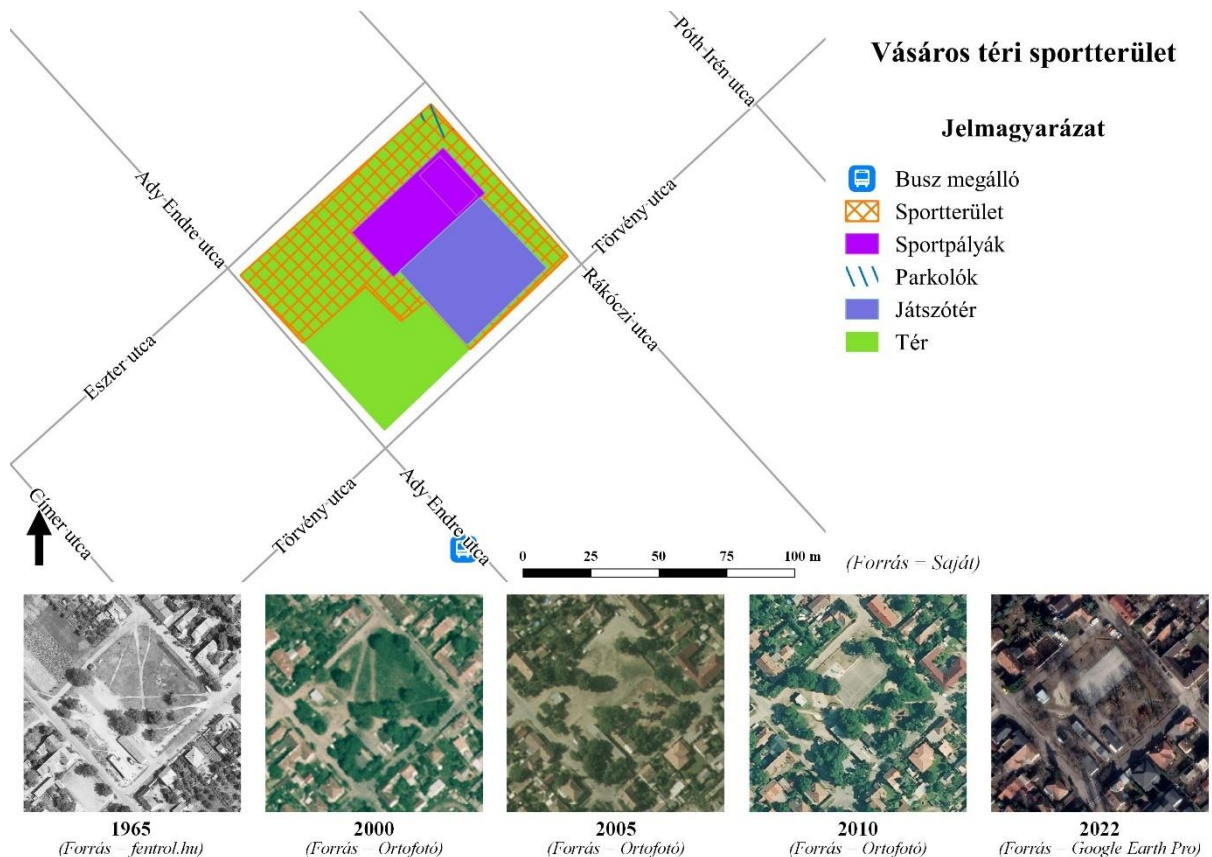 Vásáros téri sportterület
Jelmagyarázat
Busz megálló
Sportterület
Sportpályák
Parkolók
Játszótér
Tér
Póth Irén utca
Ady Endre utca
Törvény utca
Rákóczi utca
Eszter utca
Címer utca
Törvény utca
Ady Endre utca
0 25 50 75 100 m
(Forrás – Saját)
1965
(Forrás – fentrol.hu)
2000
(Forrás – Ortofotó)
2005
(Forrás – Ortofotó)
2010
(Forrás – Ortofotó)
2022
(Forrás – Google Earth Pro)